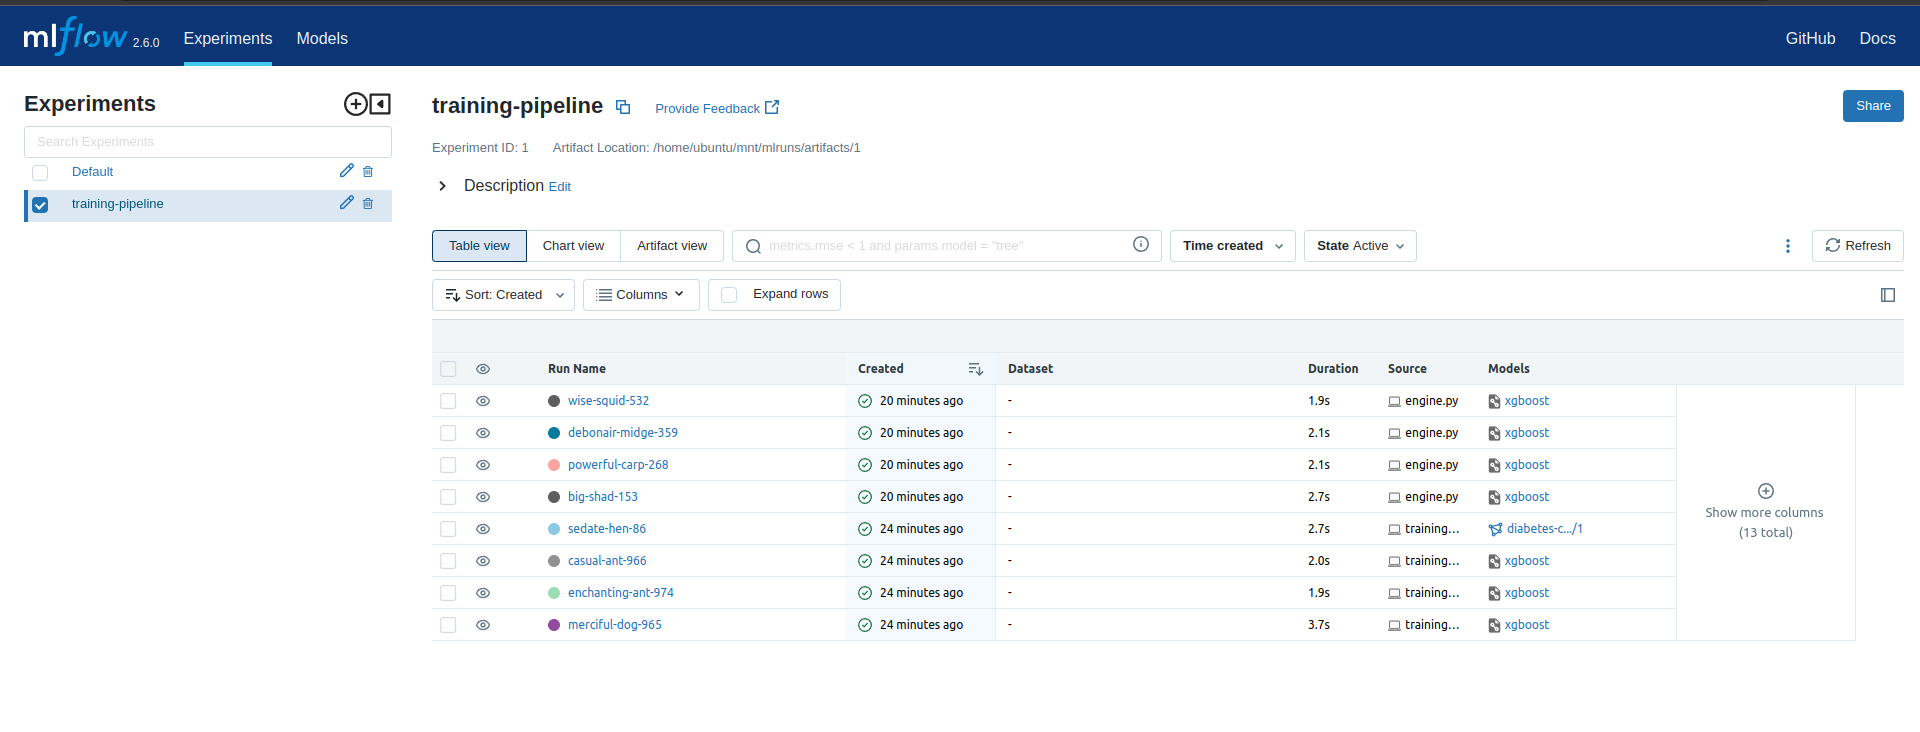 mlflow 2.6.0 Experiments Models GitHub Docs
Experiments
Search Experiments
Default
training-pipeline
training-pipeline Provide Feedback Share
Experiment ID: 1 Artifact Location: /home/ubuntu/mnt/mlruns/artifacts/1
Description Edit
Table view Chart view Artifact view metrics.rmse < 1 and params.model = "tree" Time created State Active Refresh
Sort: Created Columns Expand rows
Run Name Created Dataset Duration Source Models
wise-squid-532 20 minutes ago - 1.9s engine.py xgboost
debonair-midge-359 20 minutes ago - 2.1s engine.py xgboost
powerful-carp-268 20 minutes ago - 2.1s engine.py xgboost
big-shad-153 20 minutes ago - 2.7s engine.py xgboost
sedate-hen-86 24 minutes ago - 2.7s training... diabetes-c.../1
casual-ant-966 24 minutes ago - 2.0s training... xgboost
enchanting-ant-974 24 minutes ago - 1.9s training... xgboost
merciful-dog-965 24 minutes ago - 3.7s training... xgboost
Show more columns
(13 total)